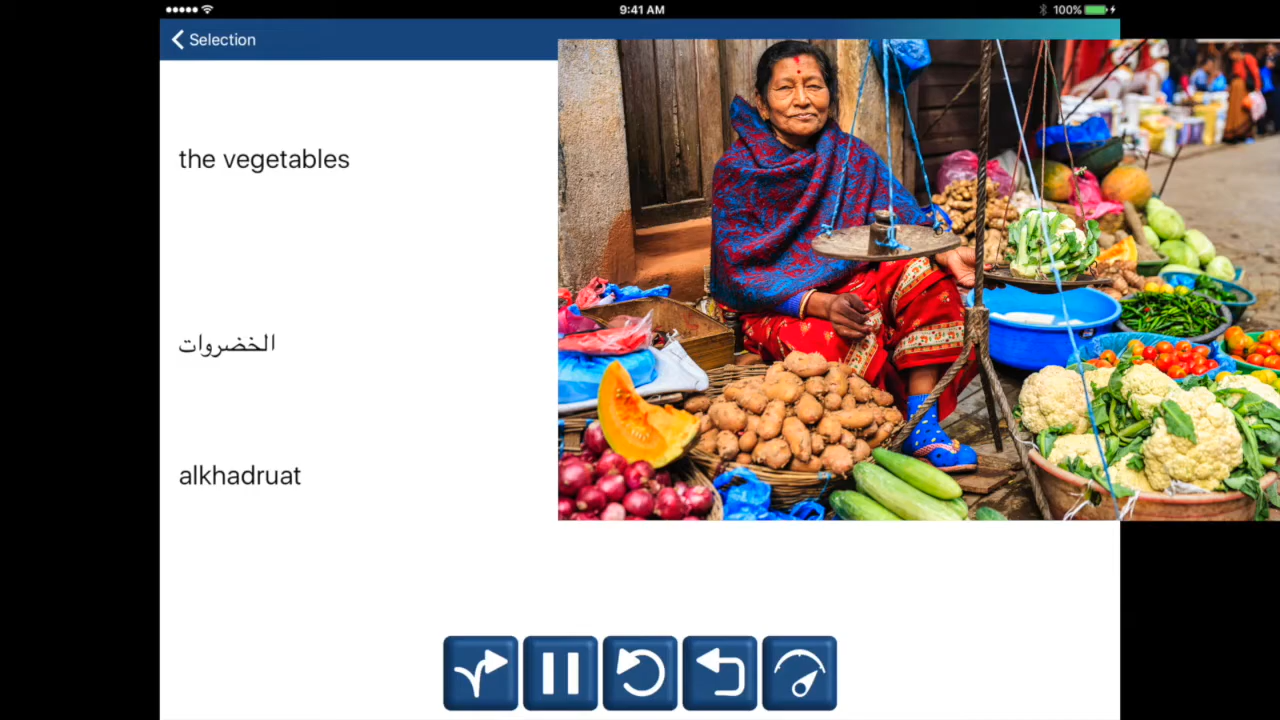 9:41 AM
100%
Selection
the vegetables
الخضروات
alkhadruat